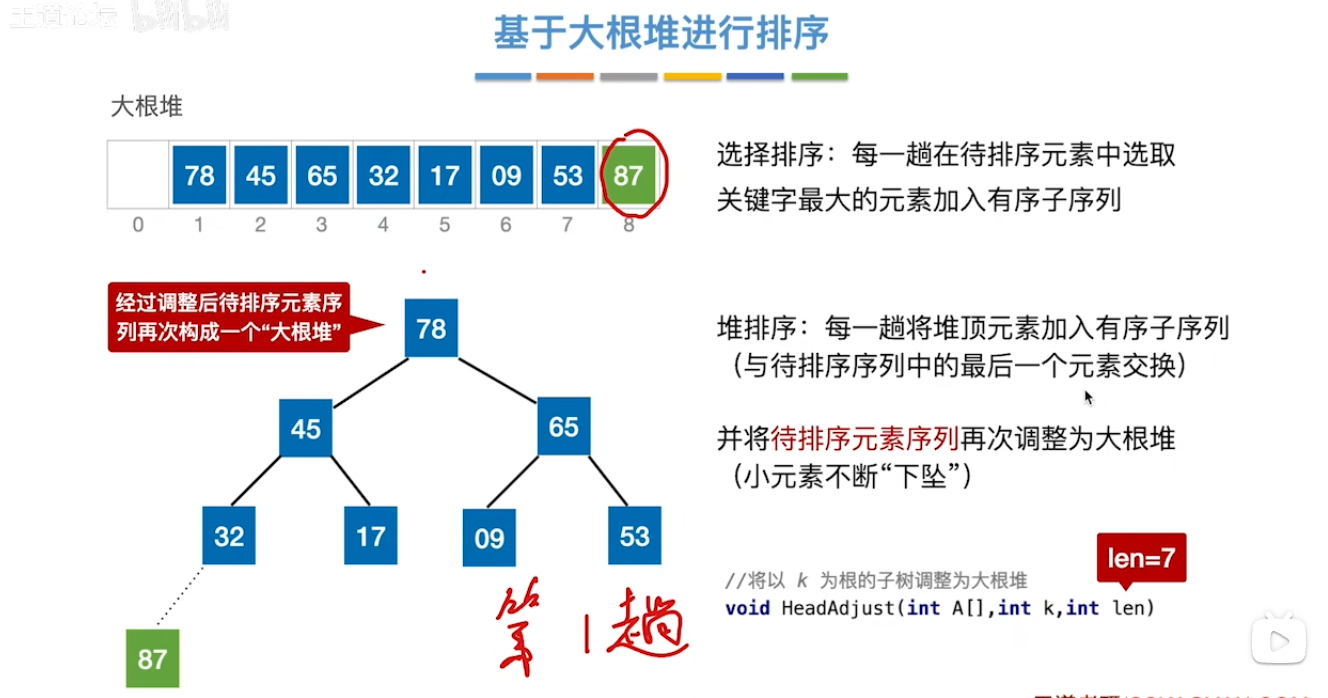 王道论坛 bilibili
基于大根堆进行排序
大根堆
78 45 65 32 17 09 53 87
0 1 2 3 4 5 6 7 8
选择排序：每一趟在待排序元素中选取
关键字最大的元素加入有序子序列
经过调整后待排序元素序
列再次构成一个“大根堆”
78
45 65
32 17 09 53
87
堆排序：每一趟将堆顶元素加入有序子序列
（与待排序序列中的最后一个元素交换）
并将待排序元素序列再次调整为大根堆
（小元素不断“下坠”）
第1趟
len=7
//将以 k 为根的子树调整为大根堆
void HeadAdjust(int A[],int k,int len)